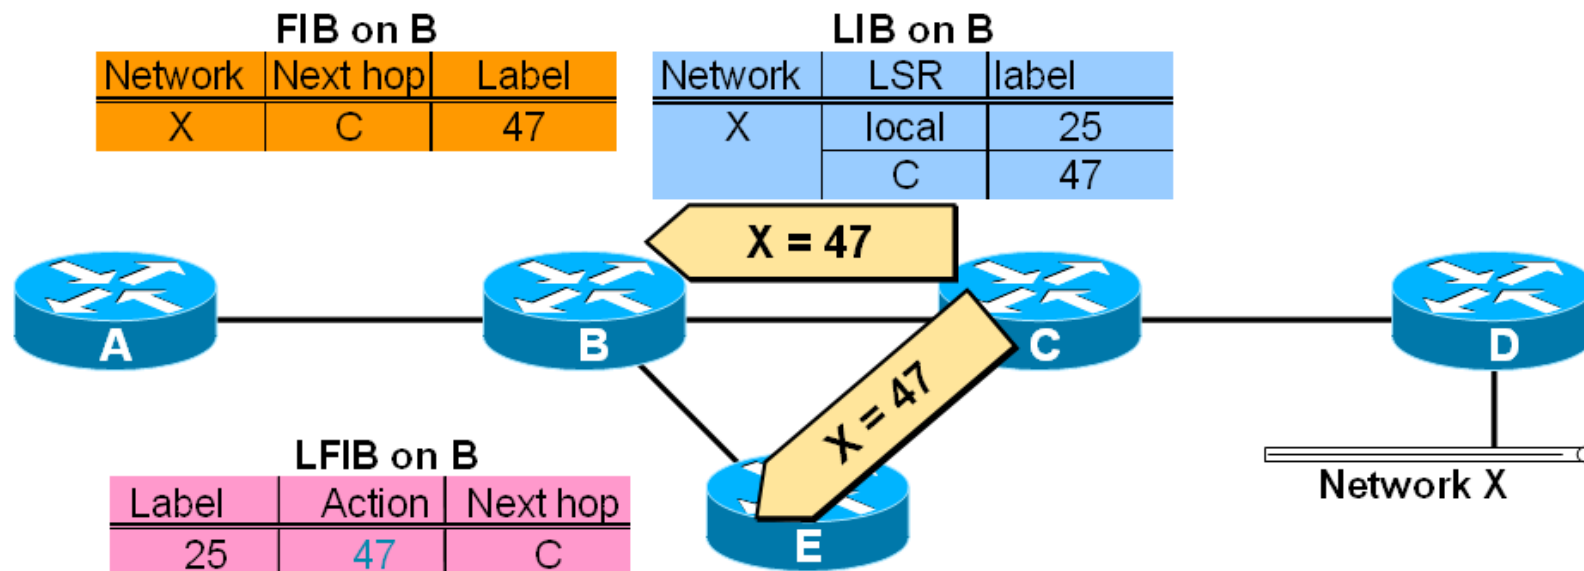 FIB on B
Network Next hop Label
X C 47
LIB on B
Network LSR label
X local 25
C 47
X = 47
A
B
C
D
X = 47
LFIB on B
Label Action Next hop
25 47 C
E
Network X